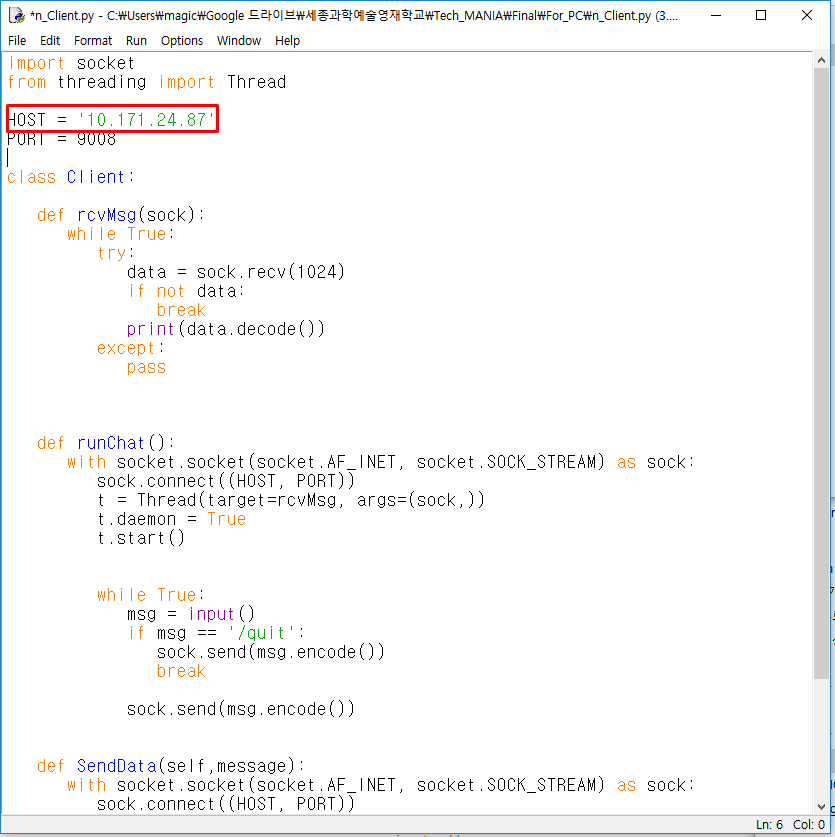 *n_Client.py - C:₩Users₩magic₩Google 드라이브₩세종과학예술영재학교₩Tech_MANIA₩Final₩For_PC₩n_Client.py (3....
File Edit Format Run Options Window Help
import socket
from threading import Thread
HOST = '10.171.24.87'
PORT = 9008
class Client:
def rcvMsg(sock):
while True:
try:
data = sock.recv(1024)
if not data:
break
print(data.decode())
except:
pass
def runChat():
with socket.socket(socket.AF_INET, socket.SOCK_STREAM) as sock:
sock.connect((HOST, PORT))
t = Thread(target=rcvMsg, args=(sock,))
t.daemon = True
t.start()
while True:
msg = input()
if msg == '/quit':
sock.send(msg.encode())
break
sock.send(msg.encode())
def SendData(self,message):
with socket.socket(socket.AF_INET, socket.SOCK_STREAM) as sock:
sock.connect((HOST, PORT))
Ln: 6 Col: 0